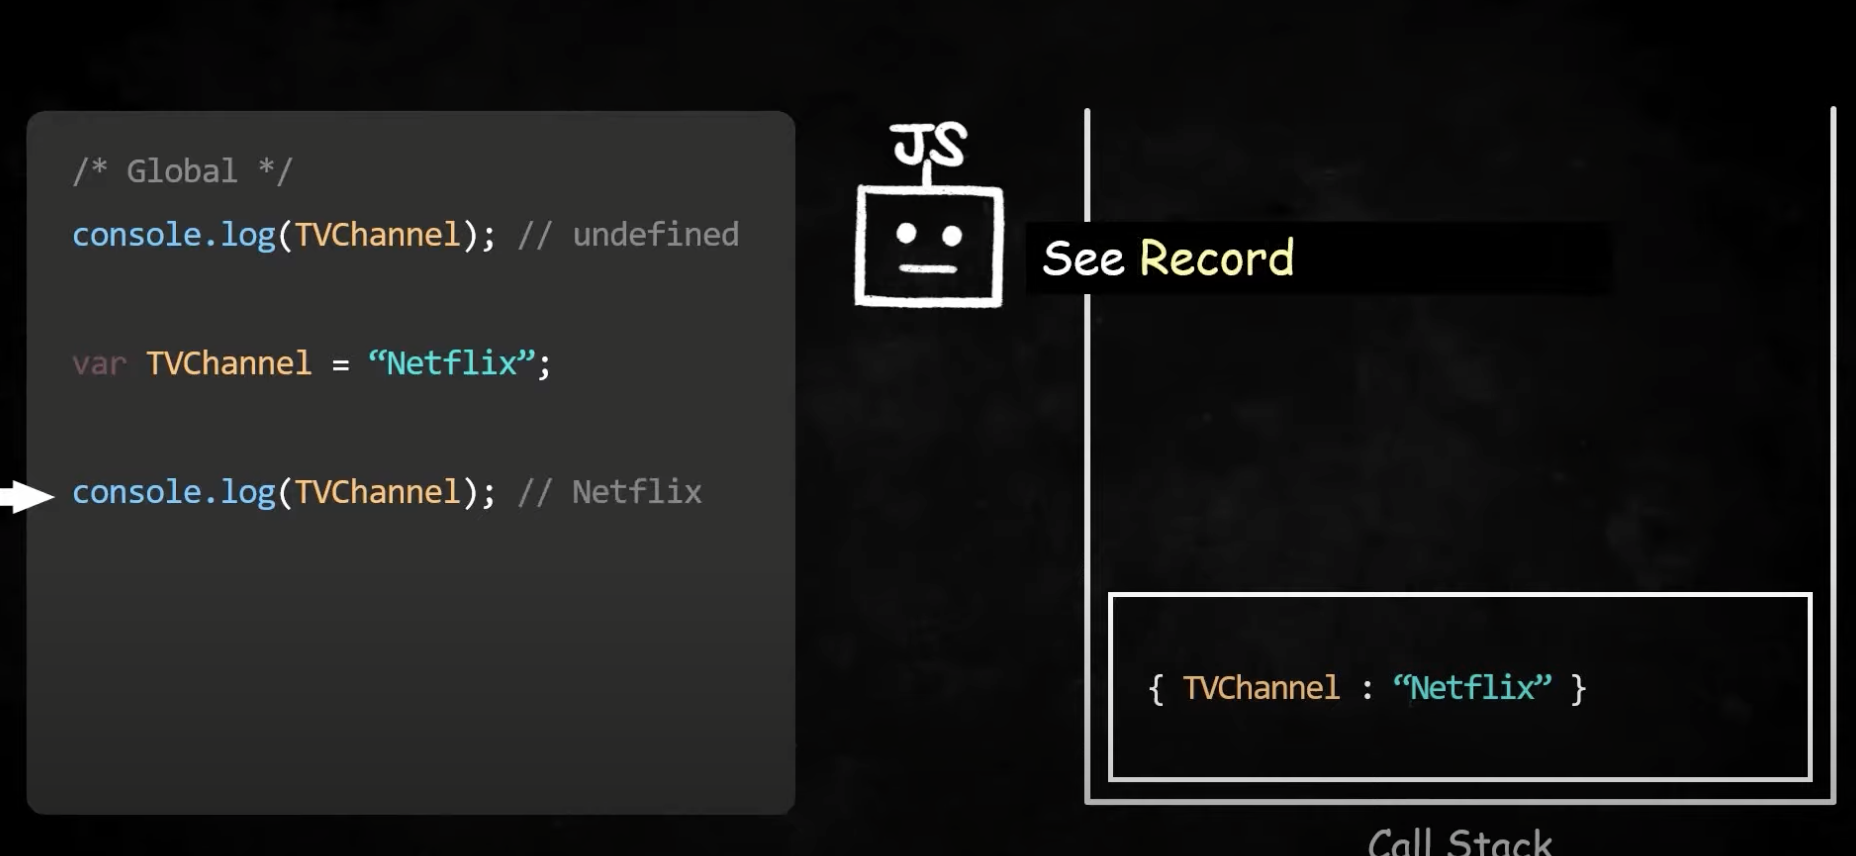 /* Global */
console.log(TVChannel); // undefined
var TVChannel = “Netflix”;
console.log(TVChannel); // Netflix
JS
See Record
{ TVChannel : “Netflix” }
Call Stack